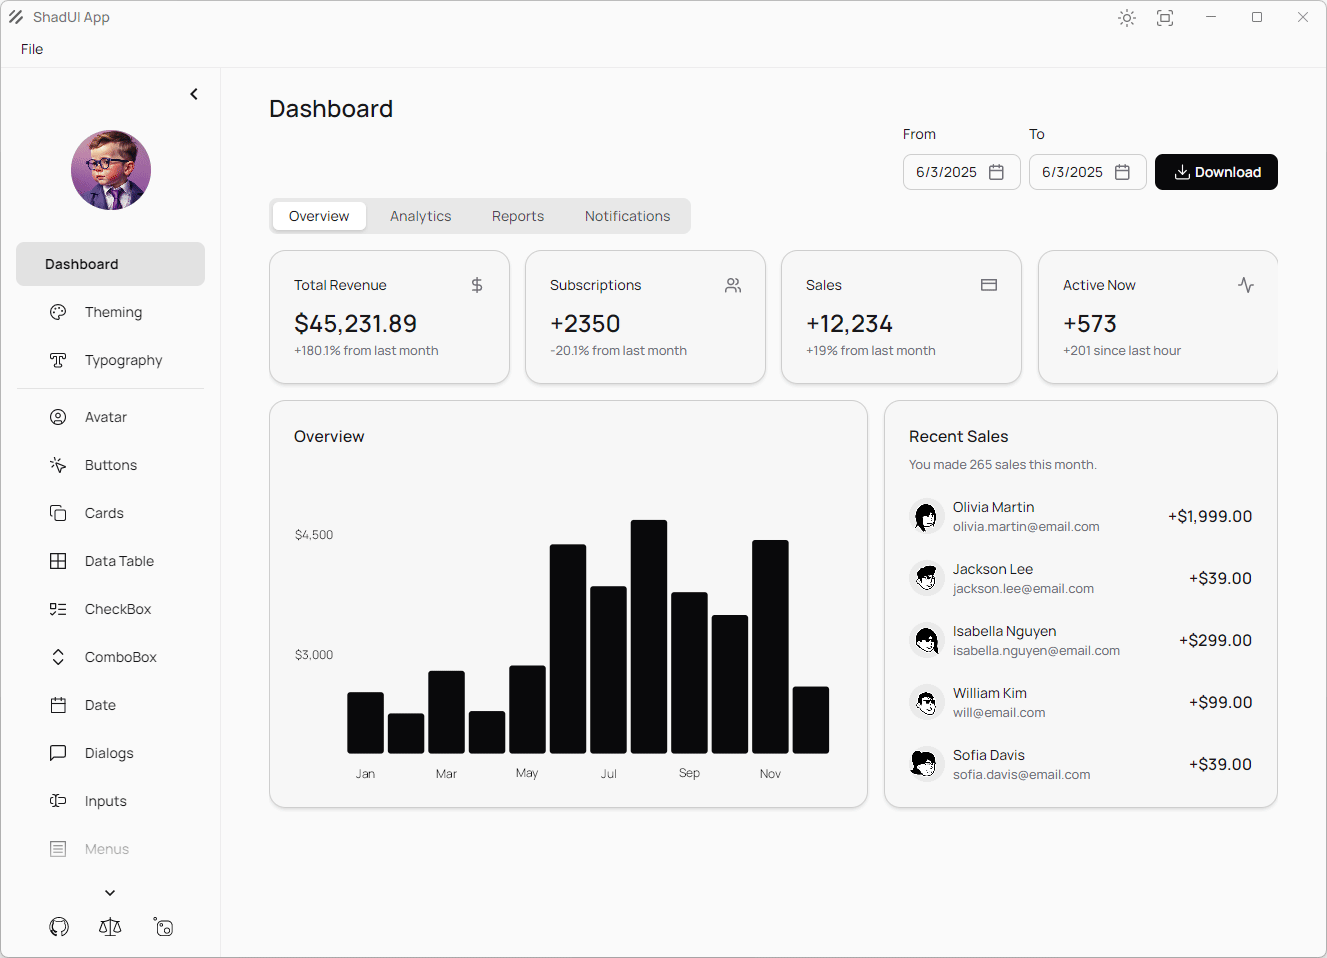 ShadUI App
File
Dashboard
Theming
Typography
Avatar
Buttons
Cards
Data Table
CheckBox
ComboBox
Date
Dialogs
Inputs
Menus
Dashboard
From
To
6/3/2025
6/3/2025
Download
Overview
Analytics
Reports
Notifications
Total Revenue
$45,231.89
+180.1% from last month
Subscriptions
+2350
-20.1% from last month
Sales
+12,234
+19% from last month
Active Now
+573
+201 since last hour
Overview
$4,500
$3,000
Jan
Mar
May
Jul
Sep
Nov
Recent Sales
You made 265 sales this month.
Olivia Martin
olivia.martin@email.com
+$1,999.00
Jackson Lee
jackson.lee@email.com
+$39.00
Isabella Nguyen
isabella.nguyen@email.com
+$299.00
William Kim
will@email.com
+$99.00
Sofia Davis
sofia.davis@email.com
+$39.00